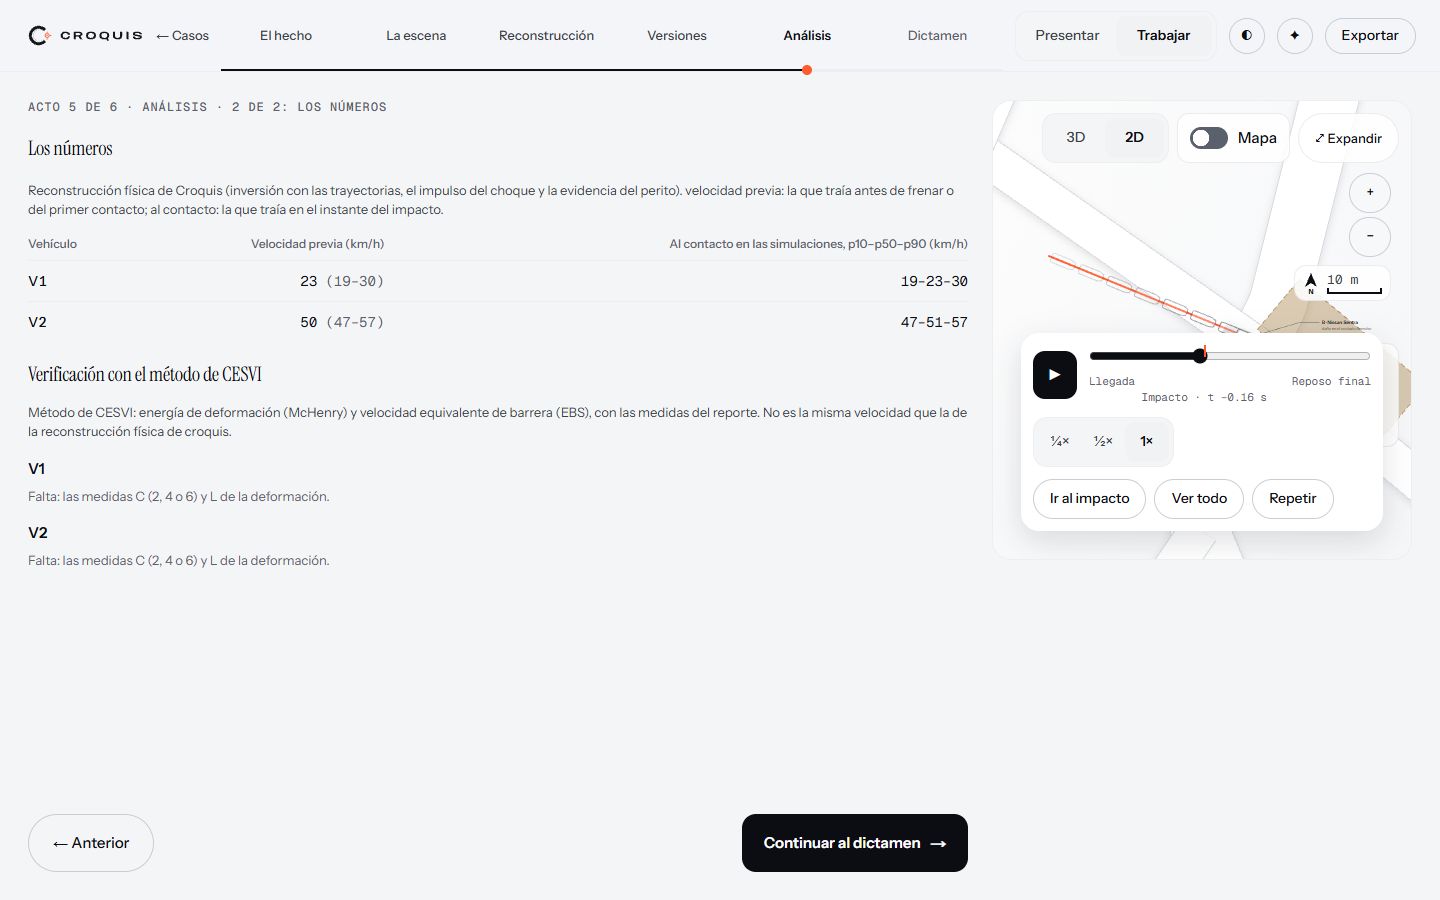 CROQUIS
← Casos
El hecho
La escena
Reconstrucción
Versiones
Análisis
Dictamen
Presentar
Trabajar
Exportar
ACTO 5 DE 6 · ANÁLISIS · 2 DE 2: LOS NÚMEROS
Los números
Reconstrucción física de Croquis (inversión con las trayectorias, el impulso del choque y la evidencia del perito). velocidad previa: la que traía antes de frenar o
del primer contacto; al contacto: la que traía en el instante del impacto.
Vehículo
Velocidad previa (km/h)
Al contacto en las simulaciones, p10–p50–p90 (km/h)
V1
23 (19–30)
19–23–30
V2
50 (47–57)
47–51–57
Verificación con el método de CESVI
Método de CESVI: energía de deformación (McHenry) y velocidad equivalente de barrera (EBS), con las medidas del reporte. No es la misma velocidad que la de
la reconstrucción física de croquis.
V1
Falta: las medidas C (2, 4 o 6) y L de la deformación.
V2
Falta: las medidas C (2, 4 o 6) y L de la deformación.
← Anterior
Continuar al dictamen →
3D
2D
Mapa
⤢ Expandir
+
−
N
10 m
B·Nissan Sentra
Llegada
Reposo final
Impacto · t −0.16 s
¼×
½×
1×
Ir al impacto
Ver todo
Repetir